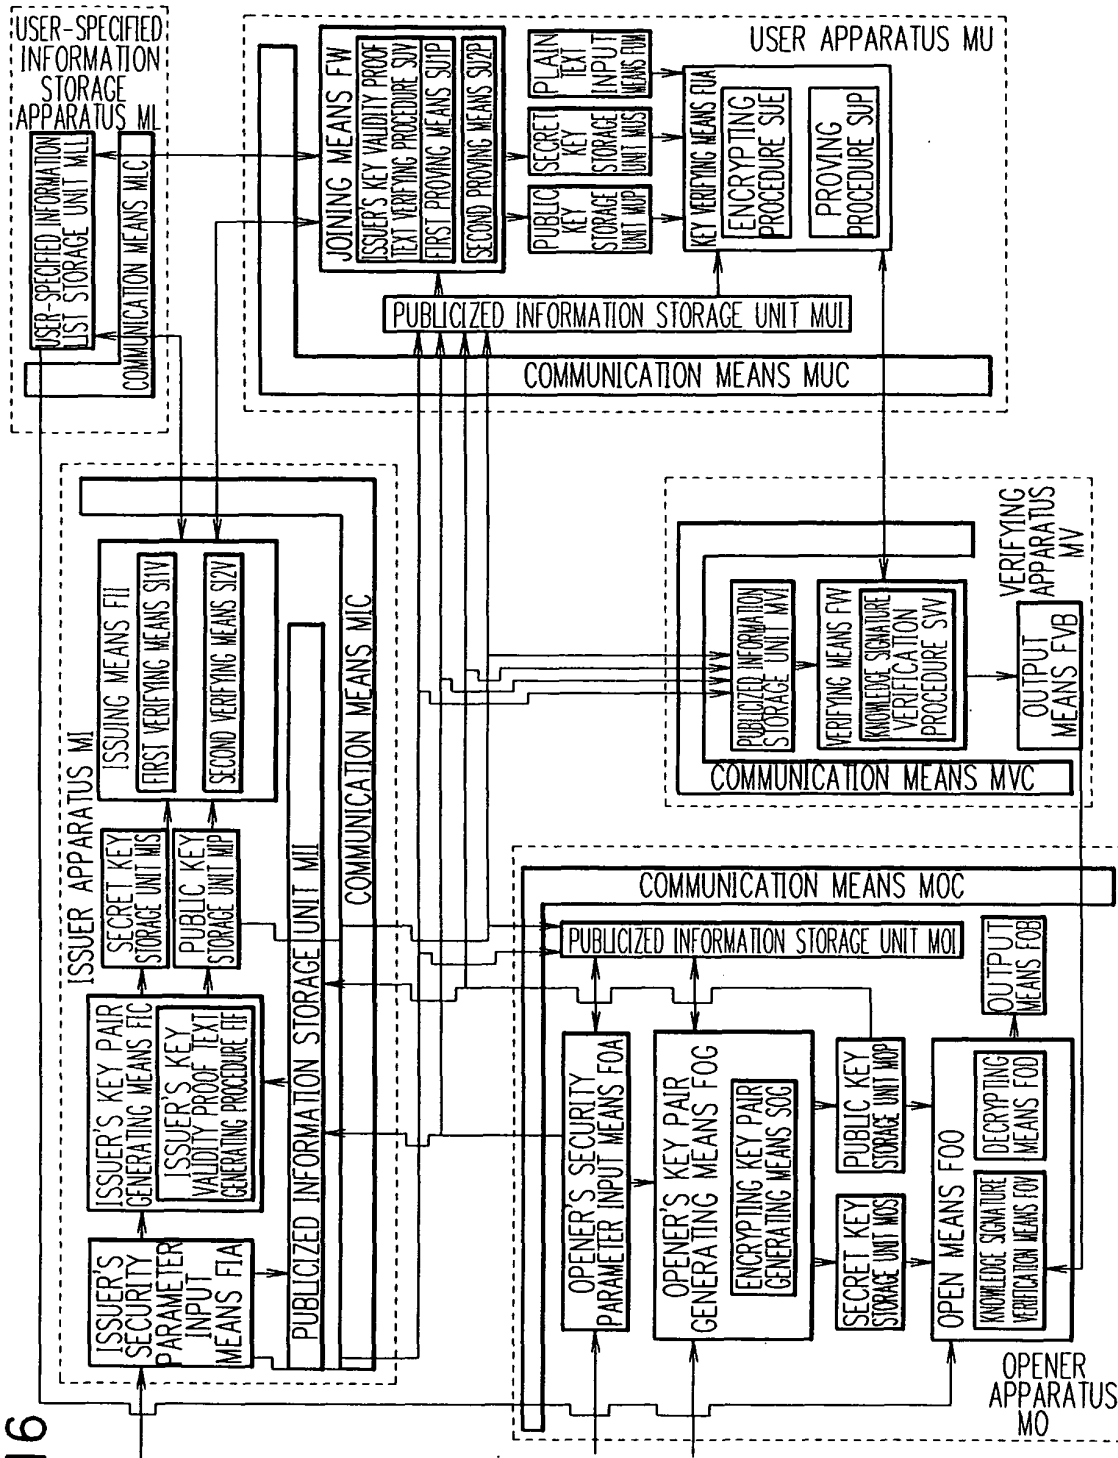 16
USER-SPECIFIED
INFORMATION
STORAGE
APPARATUS ML
USER-SPECIFIED INFORMATION
LIST STORAGE UNIT MLL
COMMUNICATION MEANS MLC
USER APPARATUS MU
JOINING MEANS FW
ISSUER'S KEY VALIDITY PROOF
TEXT VERIFYING PROCEDURE SUV
FIRST PROVING MEANS SU1P
SECOND PROVING MEANS SU2P
PLAIN
TEXT
INPUT
MEANS FUM
SECRET
KEY
STORAGE
UNIT MUS
PUBLIC
KEY
STORAGE
UNIT MUP
KEY VERIFYING MEANS FUA
ENCRYPTING
PROCEDURE SUE
PROVING
PROCEDURE SUP
PUBLICIZED INFORMATION STORAGE UNIT MUI
COMMUNICATION MEANS MUC
ISSUER APPARATUS MI
ISSUING MEANS FII
FIRST VERIFYING MEANS SI1V
SECOND VERIFYING MEANS SI2V
SECRET KEY
STORAGE UNIT MIS
PUBLIC KEY
STORAGE UNIT MIP
ISSUER'S KEY PAIR
GENERATING MEANS FIC
ISSUER'S KEY
VALIDITY PROOF TEXT
GENERATING PROCEDURE FIF
ISSUER'S
SECURITY
PARAMETER
INPUT
MEANS FIA
PUBLICIZED INFORMATION STORAGE UNIT MII
COMMUNICATION MEANS MIC
VERIFYING
APPARATUS
MV
PUBLICIZED INFORMATION
STORAGE UNIT MVI
VERIFYING MEANS FVV
KNOWLEDGE SIGNATURE
VERIFICATION
PROCEDURE SVV
OUTPUT
MEANS FVB
COMMUNICATION MEANS MVC
COMMUNICATION MEANS MOC
PUBLICIZED INFORMATION STORAGE UNIT MOI
OPENER'S SECURITY
PARAMETER INPUT MEANS FOA
OPENER'S KEY PAIR
GENERATING MEANS FOG
ENCRYPTING KEY PAIR
GENERATING MEANS SOG
PUBLIC KEY
STORAGE UNIT MOP
SECRET KEY
STORAGE UNIT MOS
OUTPUT
MEANS FOB
OPEN MEANS FOO
DECRYPTING
MEANS FOD
KNOWLEDGE SIGNATURE
VERIFICATION MEANS FOV
OPENER
APPARATUS
MO